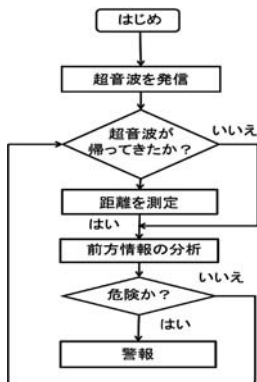 はじめ
超音波を発信
超音波が
帰ってきたか？
いいえ
距離を測定
はい
前方情報の分析
いいえ
危険か？
はい
警報